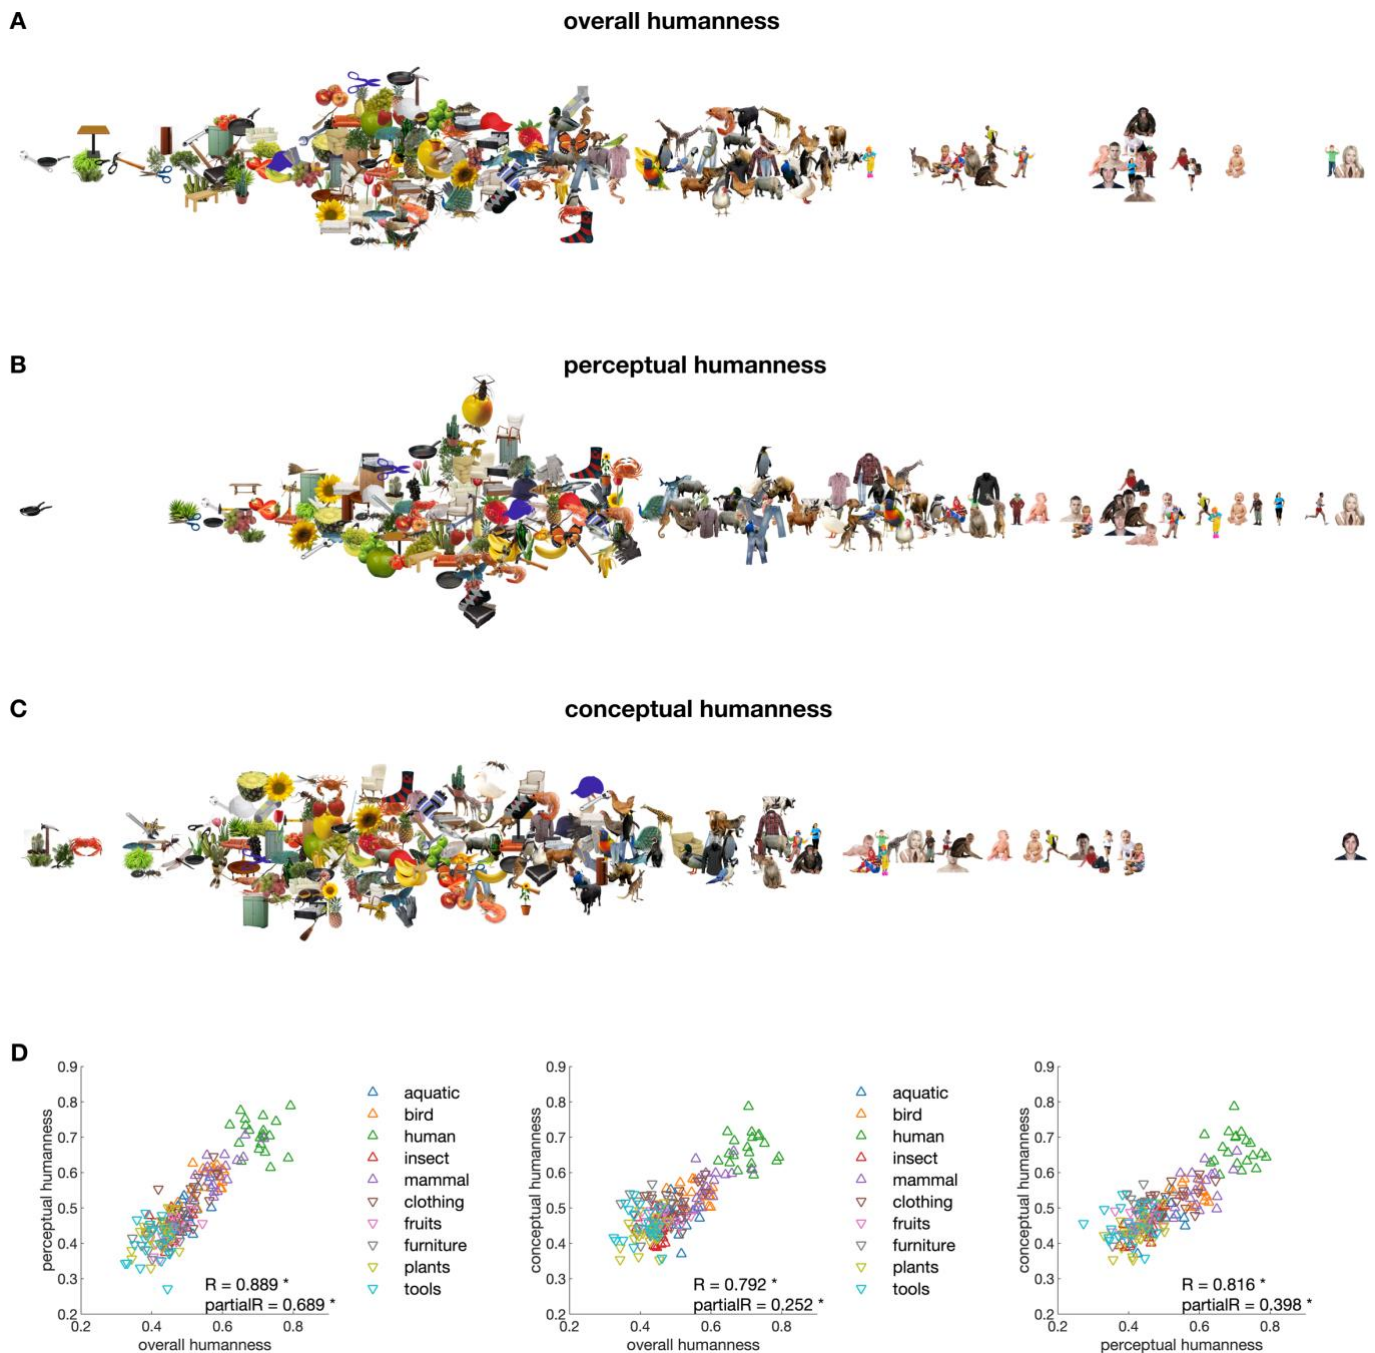 A
overall humanness
B
perceptual humanness
C
conceptual humanness
D
0.9
0.8
0.7
0.6
0.5
0.4
0.3
0.2
perceptual humanness
R = 0.889 *
partialR = 0.689 *
0.2 0.4 0.6 0.8
overall humanness
aquatic
bird
human
insect
mammal
clothing
fruits
furniture
plants
tools
0.9
0.8
0.7
0.6
0.5
0.4
0.3
0.2
conceptual humanness
R = 0.792 *
partialR = 0.252 *
0.2 0.4 0.6 0.8
overall humanness
aquatic
bird
human
insect
mammal
clothing
fruits
furniture
plants
tools
0.9
0.8
0.7
0.6
0.5
0.4
0.3
0.2
conceptual humanness
R = 0.816 *
partialR = 0.398 *
0.2 0.4 0.6 0.8
perceptual humanness